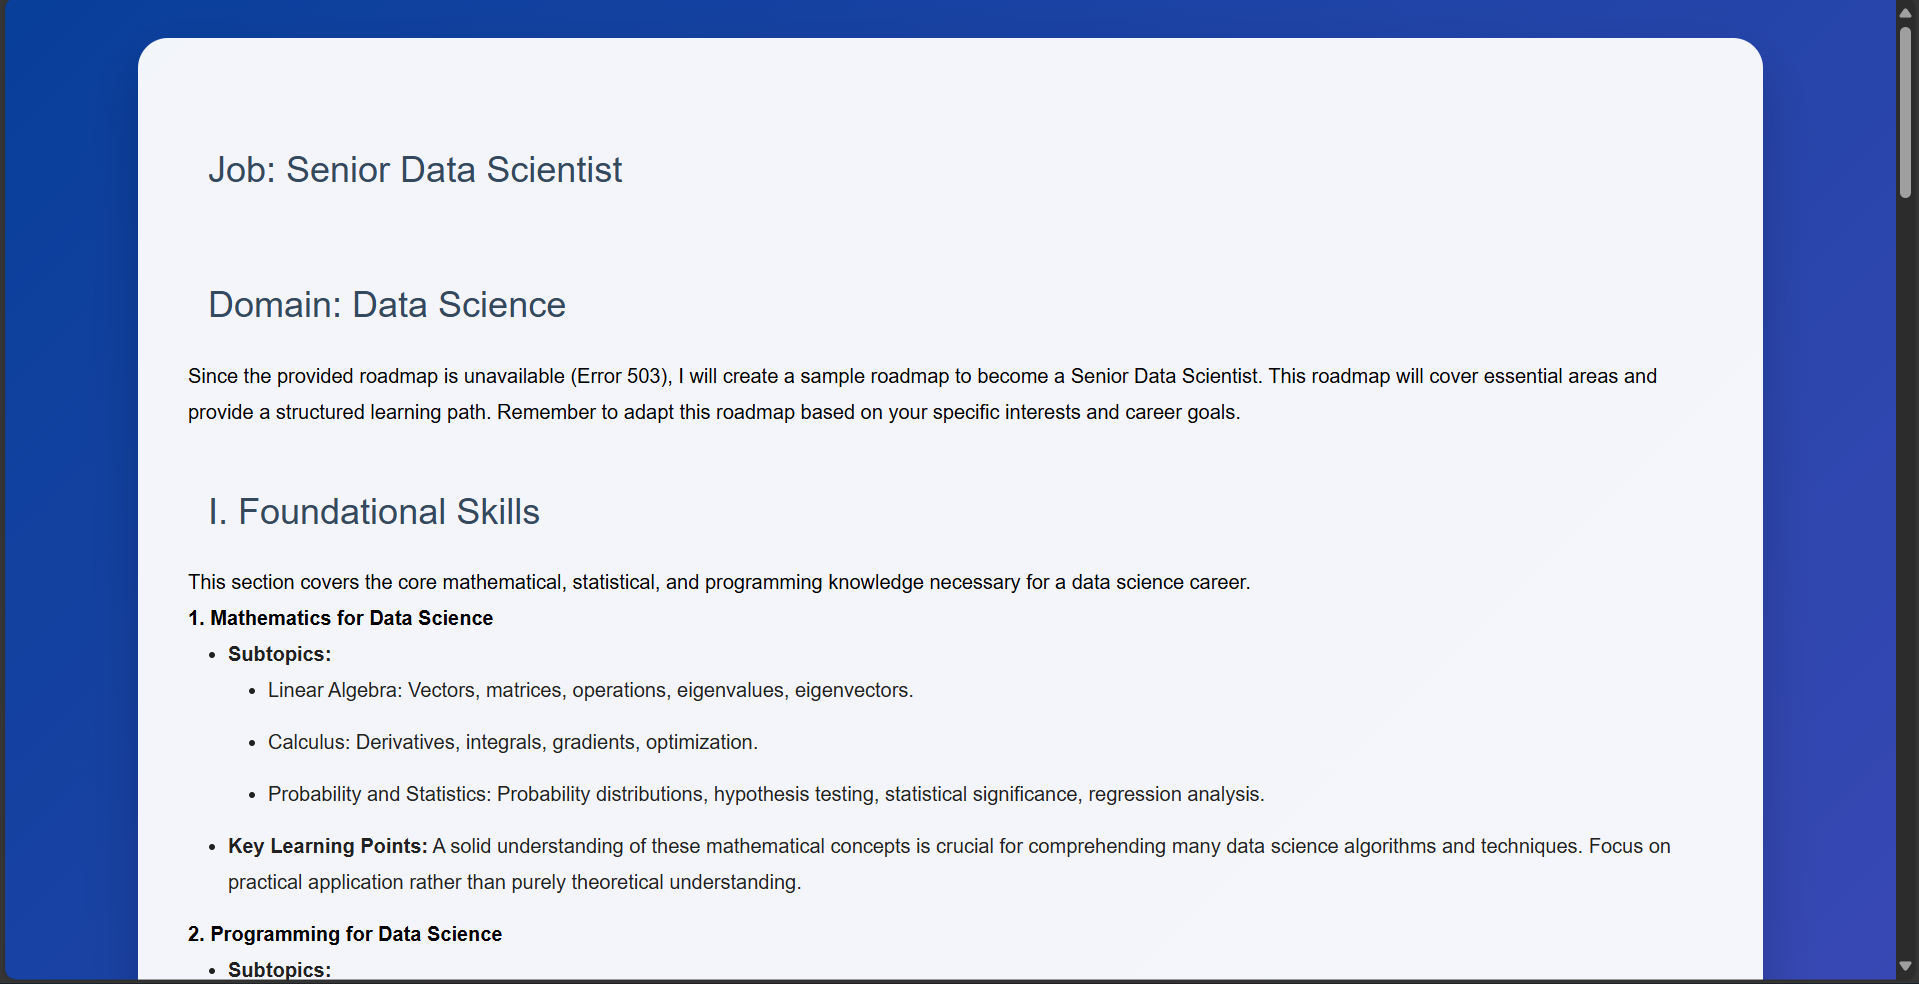 Job: Senior Data Scientist
Domain: Data Science
Since the provided roadmap is unavailable (Error 503), I will create a sample roadmap to become a Senior Data Scientist. This roadmap will cover essential areas and
provide a structured learning path. Remember to adapt this roadmap based on your specific interests and career goals.
I. Foundational Skills
This section covers the core mathematical, statistical, and programming knowledge necessary for a data science career.
1. Mathematics for Data Science
• Subtopics:
• Linear Algebra: Vectors, matrices, operations, eigenvalues, eigenvectors.
• Calculus: Derivatives, integrals, gradients, optimization.
• Probability and Statistics: Probability distributions, hypothesis testing, statistical significance, regression analysis.
• Key Learning Points: A solid understanding of these mathematical concepts is crucial for comprehending many data science algorithms and techniques. Focus on
practical application rather than purely theoretical understanding.
2. Programming for Data Science
• Subtopics: